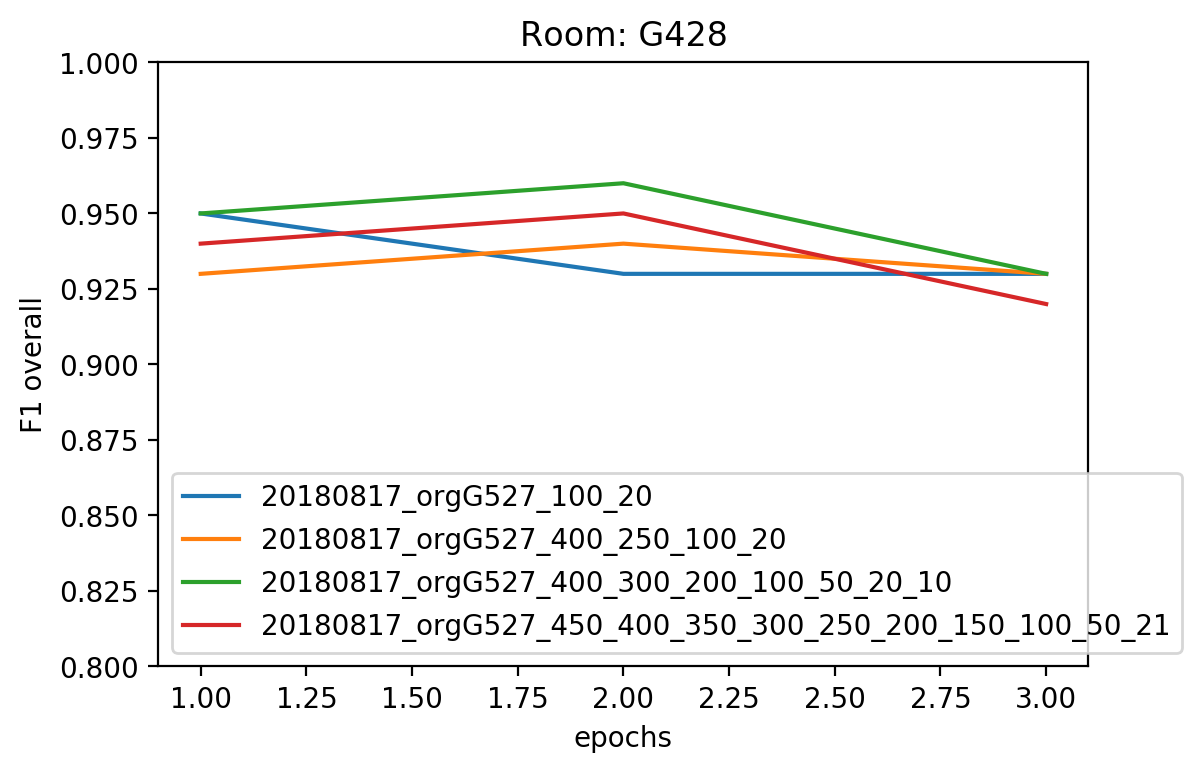 Room: G428
1.000
0.975
0.950
0.925
0.900
0.875
0.850
0.825
0.800
F1 overall
20180817_orgG527_100_20
20180817_orgG527_400_250_100_20
20180817_orgG527_400_300_200_100_50_20_10
20180817_orgG527_450_400_350_300_250_200_150_100_50_21
1.00 1.25 1.50 1.75 2.00 2.25 2.50 2.75 3.00
epochs